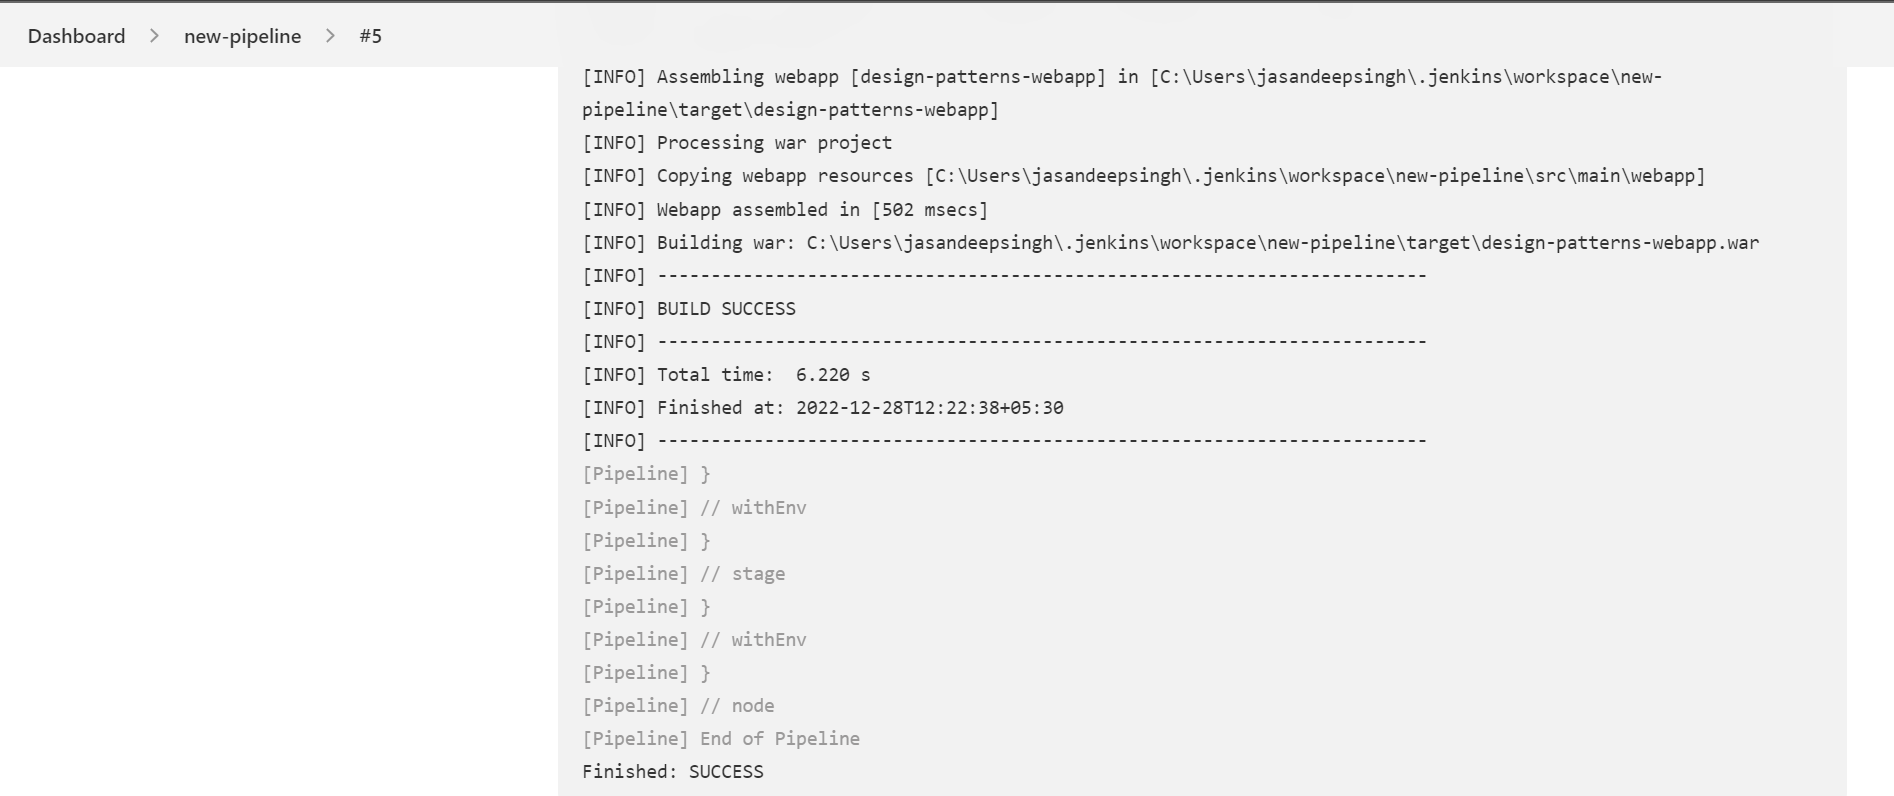 Dashboard > new-pipeline > #5
[INFO] Assembling webapp [design-patterns-webapp] in [C:\Users\jasandeepsingh\.jenkins\workspace\new-
pipeline\target\design-patterns-webapp]
[INFO] Processing war project
[INFO] Copying webapp resources [C:\Users\jasandeepsingh\.jenkins\workspace\new-pipeline\src\main\webapp]
[INFO] Webapp assembled in [502 msecs]
[INFO] Building war: C:\Users\jasandeepsingh\.jenkins\workspace\new-pipeline\target\design-patterns-webapp.war
[INFO] ------------------------------------------------------------------------
[INFO] BUILD SUCCESS
[INFO] ------------------------------------------------------------------------
[INFO] Total time:  6.220 s
[INFO] Finished at: 2022-12-28T12:22:38+05:30
[INFO] ------------------------------------------------------------------------
[Pipeline] }
[Pipeline] // withEnv
[Pipeline] }
[Pipeline] // stage
[Pipeline] }
[Pipeline] // withEnv
[Pipeline] }
[Pipeline] // node
[Pipeline] End of Pipeline
Finished: SUCCESS